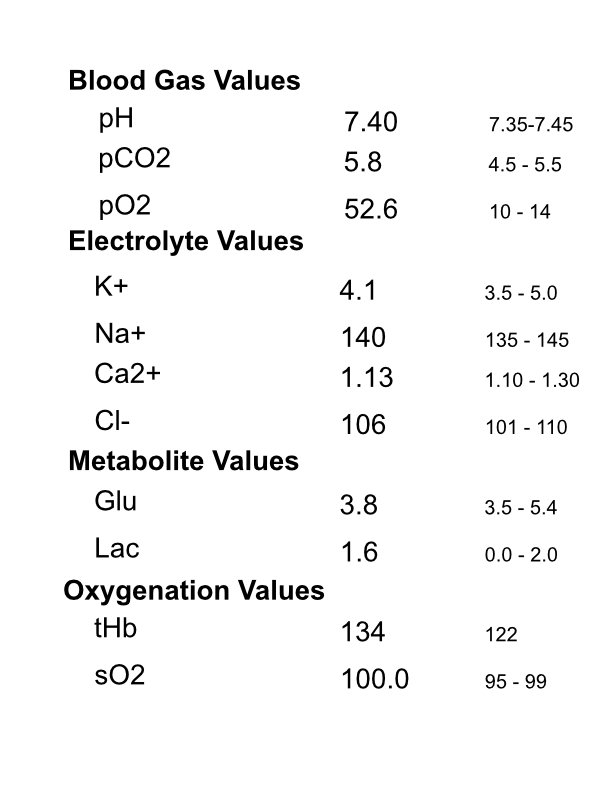 Blood Gas Values
pH 7.40 7.35-7.45
pCO2 5.8 4.5 - 5.5
pO2 52.6 10 - 14
Electrolyte Values
K+ 4.1 3.5 - 5.0
Na+ 140 135 - 145
Ca2+ 1.13 1.10 - 1.30
Cl- 106 101 - 110
Metabolite Values
Glu 3.8 3.5 - 5.4
Lac 1.6 0.0 - 2.0
Oxygenation Values
tHb 134 122
sO2 100.0 95 - 99